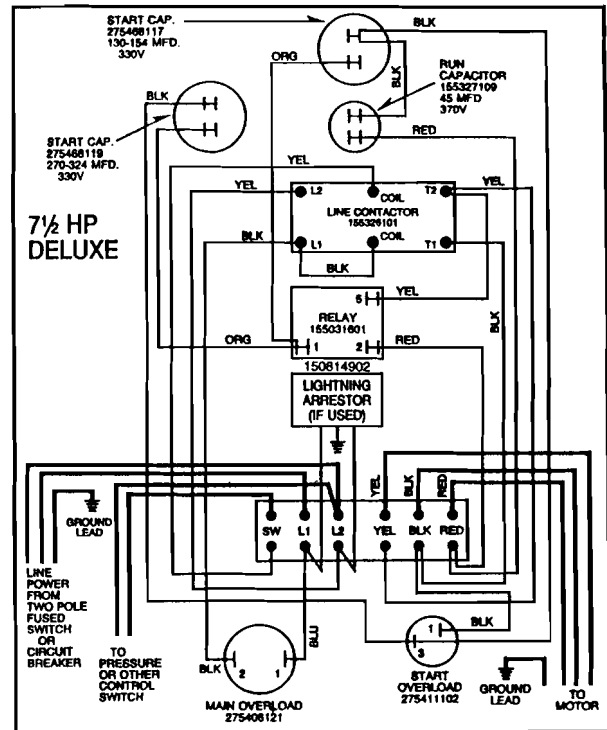 START CAP.
275468117
130-154 MFD.
330V
BLK
ORG
BLK
RUN
CAPACITOR
155327109
45 MFD
370V
BLK
RED
START CAP.
275468119
270-324 MFD.
330V
YEL
YEL
L2
COIL
T2
YEL
LINE CONTACTOR
155326101
7½ HP
DELUXE
BLK
L1
COIL
T1
BLK
BLK
5
YEL
RELAY
155031601
ORG
1
2
RED
150814902
LIGHTNING
ARRESTOR
(IF USED)
YEL
BLK
RED
GROUND
LEAD
SW
L1
L2
YEL
BLK
RED
LINE
POWER
FROM
TWO POLE
FUSED
SWITCH
OR
CIRCUIT
BREAKER
TO
PRESSURE
OR OTHER
CONTROL
SWITCH
BLU
BLK
2
1
MAIN OVERLOAD
275406121
1
BLK
3
START
OVERLOAD
275411102
GROUND
LEAD
TO
MOTOR